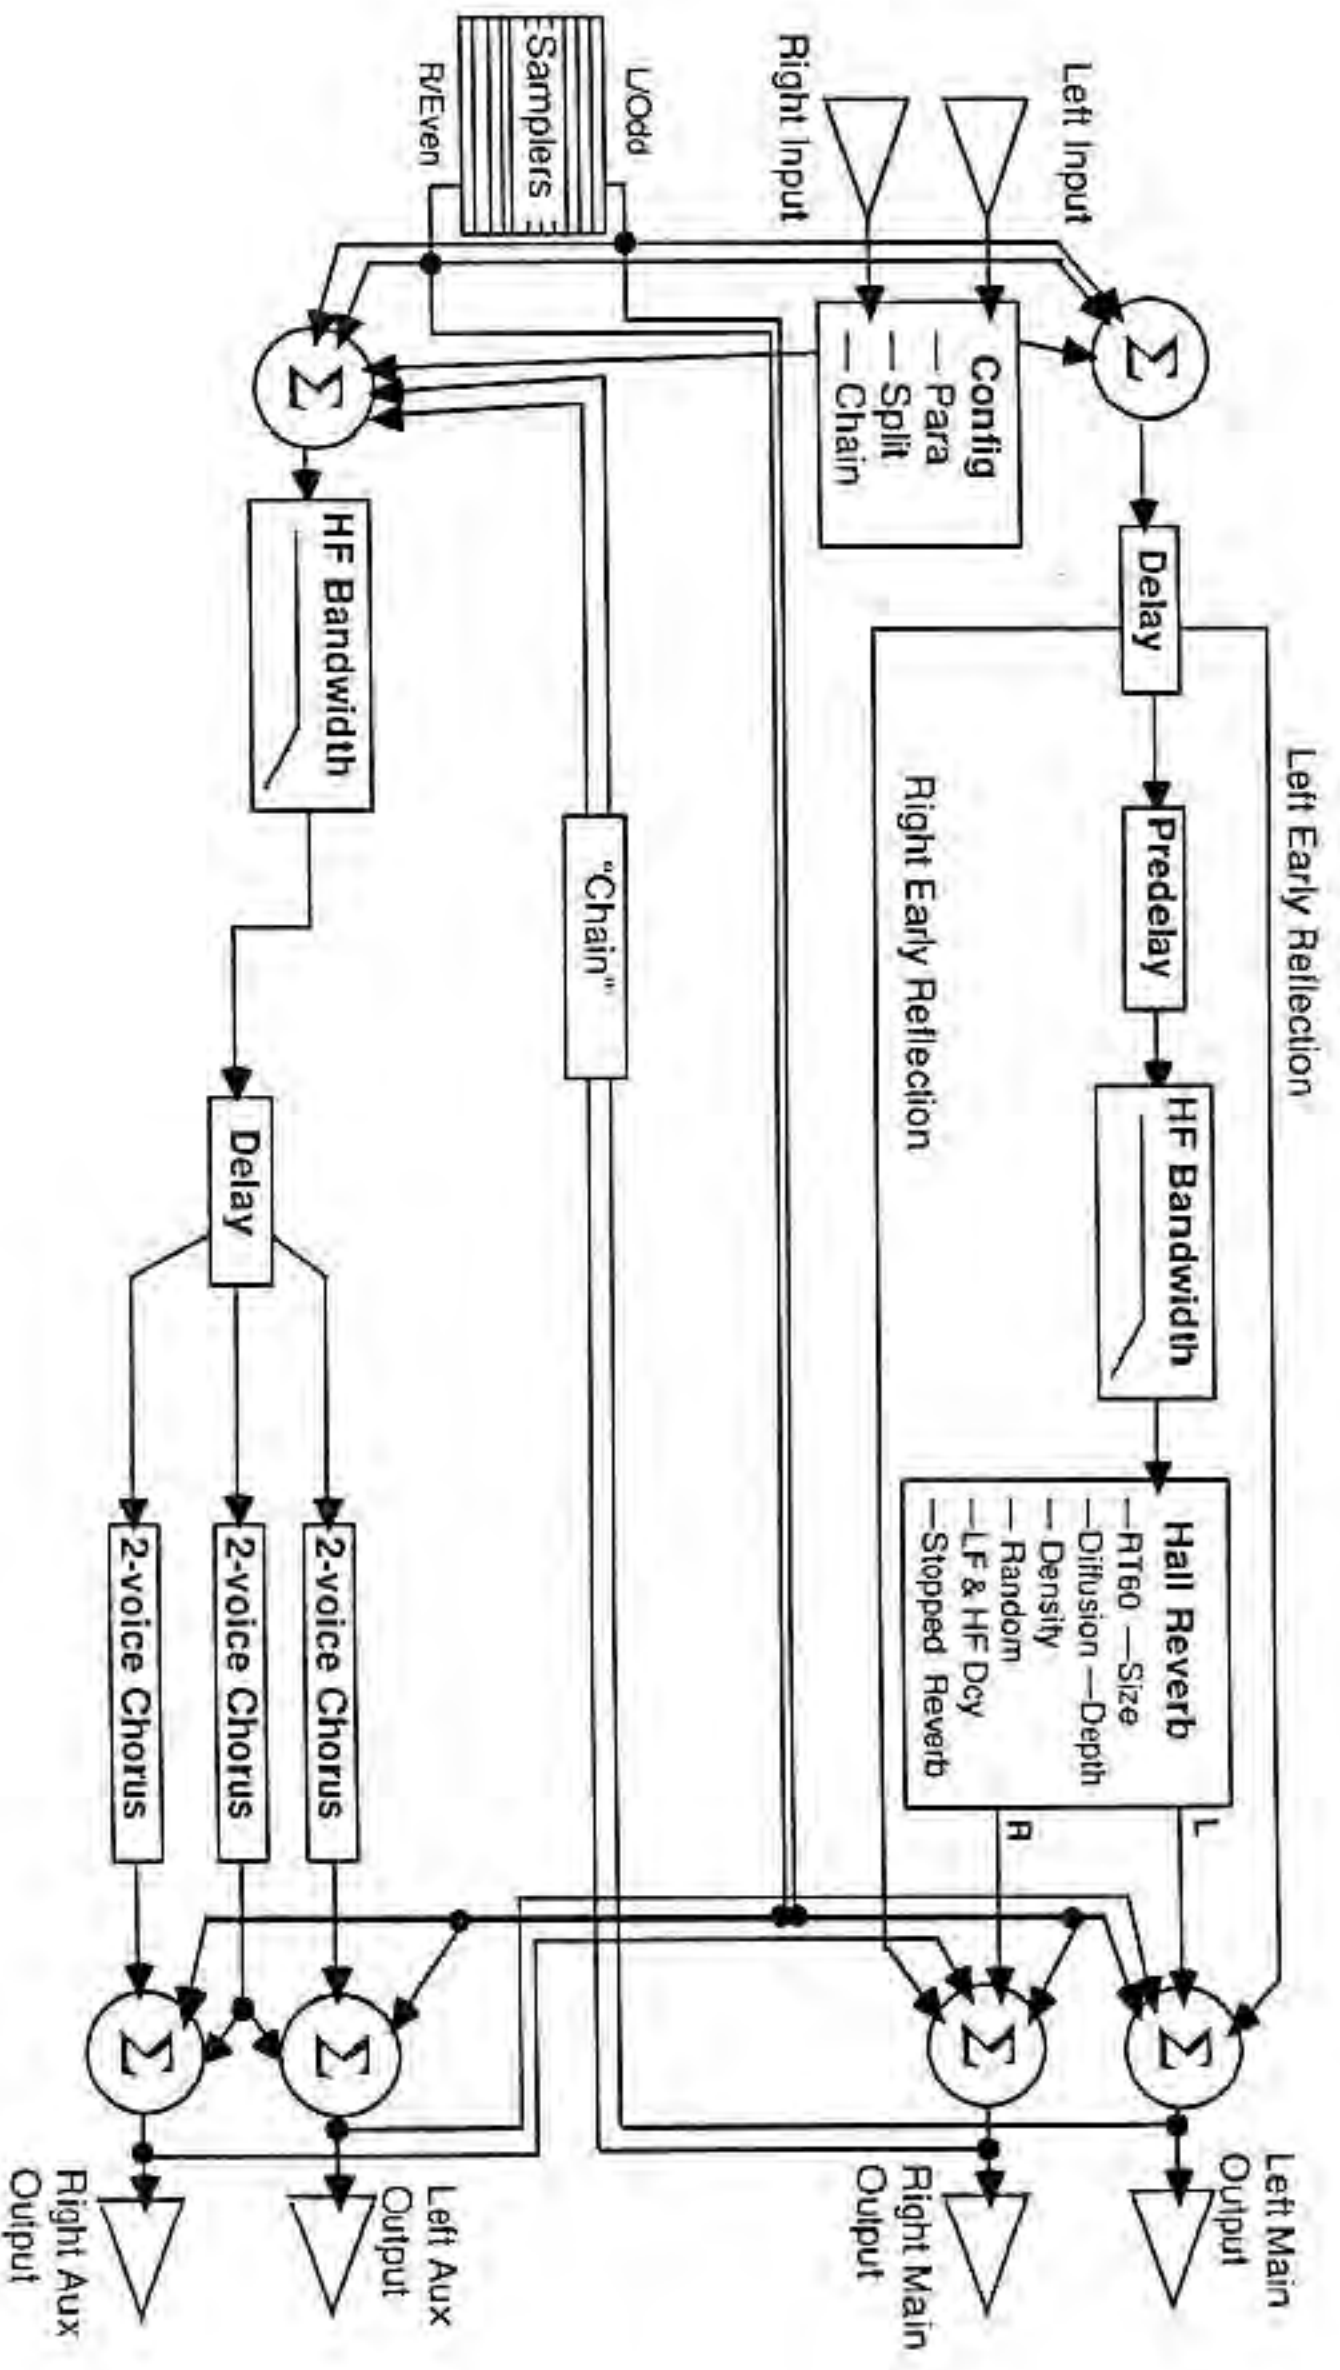 Left Early Reflection
Left Input
Σ
Delay
Predelay
HF Bandwidth
Hall Reverb
—RT60 —Size
—Diffusion —Depth
— Density
— Random
—LF & HF Dcy
—Stopped Reverb
L
R
Σ
Left Main
Output
Right Input
Config
— Para
— Split
— Chain
Right Early Reflection
Σ
Right Main
Output
L/Odd
Samplers
R/Even
"Chain"
Σ
HF Bandwidth
Delay
2-voice Chorus
2-voice Chorus
2-voice Chorus
Σ
Left Aux
Output
Σ
Right Aux
Output